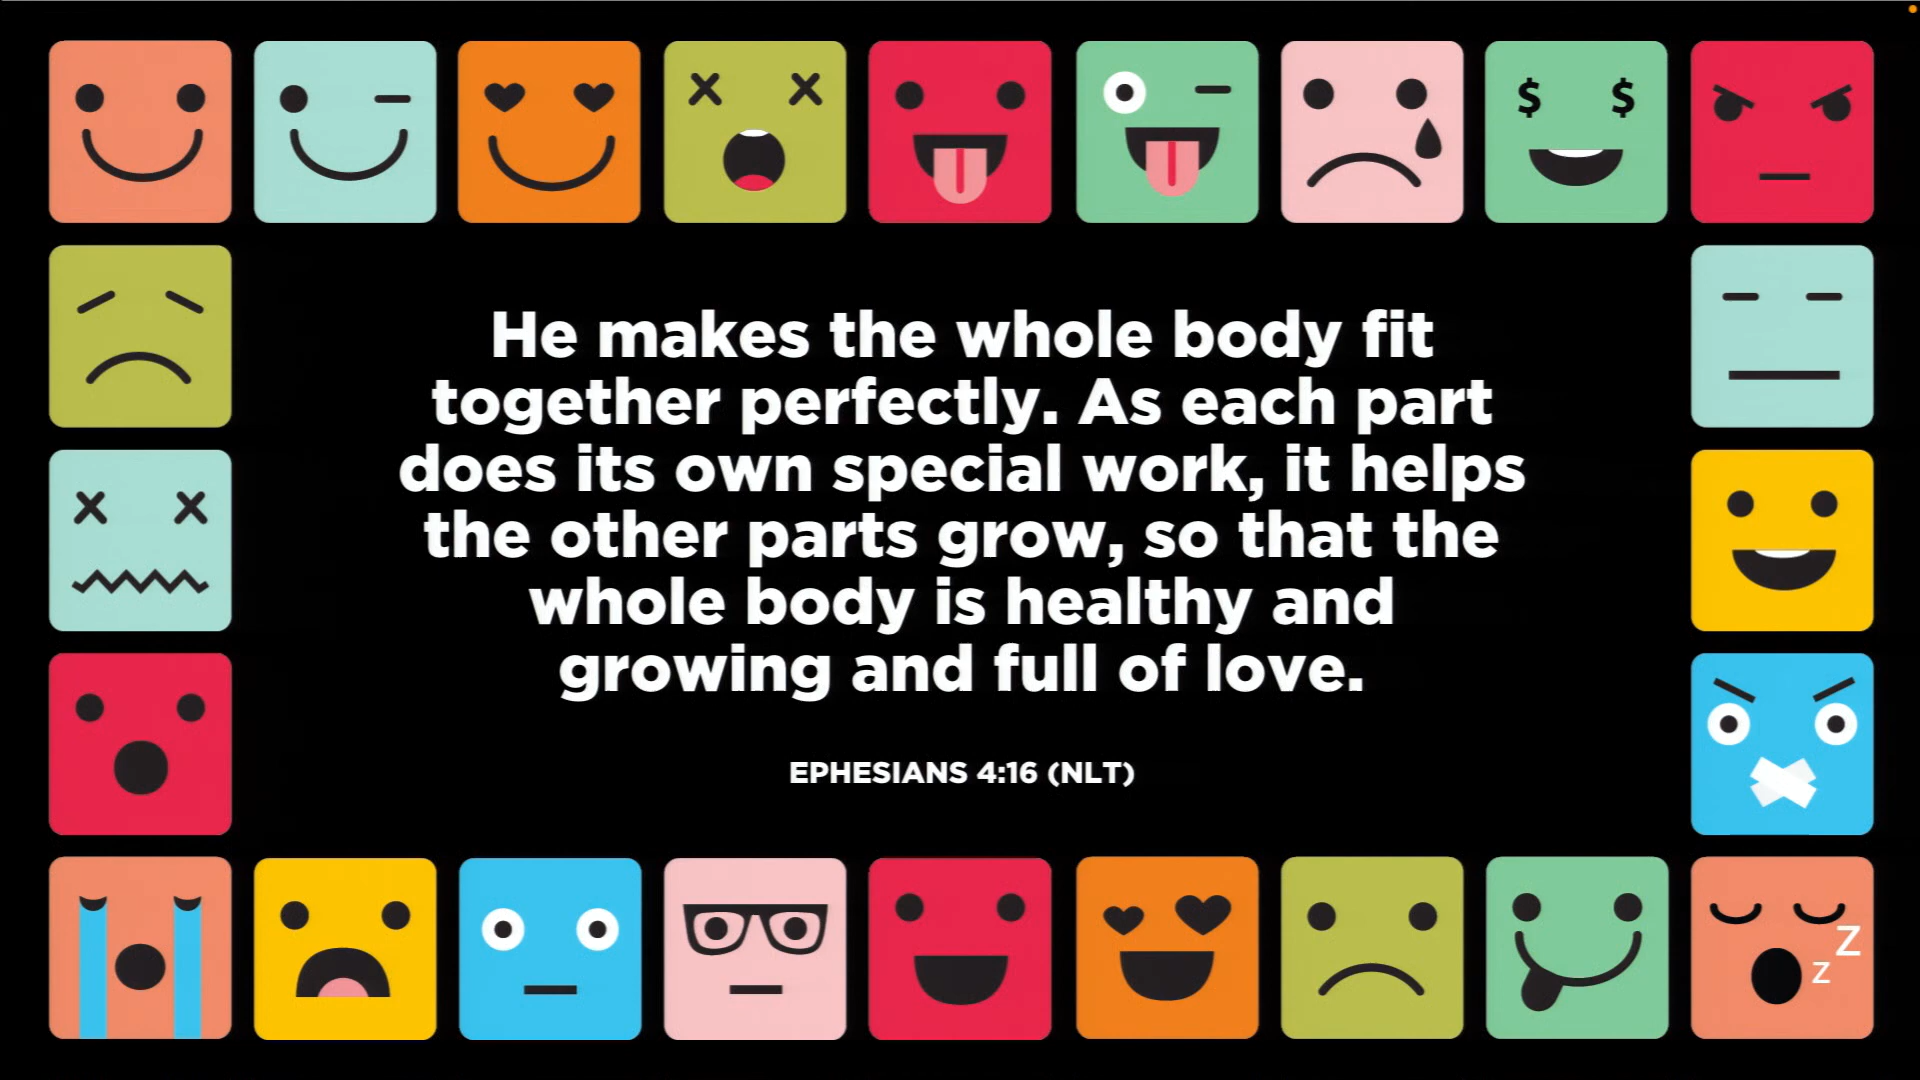 $ $
He makes the whole body fit
together perfectly. As each part
does its own special work, it helps
the other parts grow, so that the
whole body is healthy and
growing and full of love.
EPHESIANS 4:16 (NLT)
Z
z